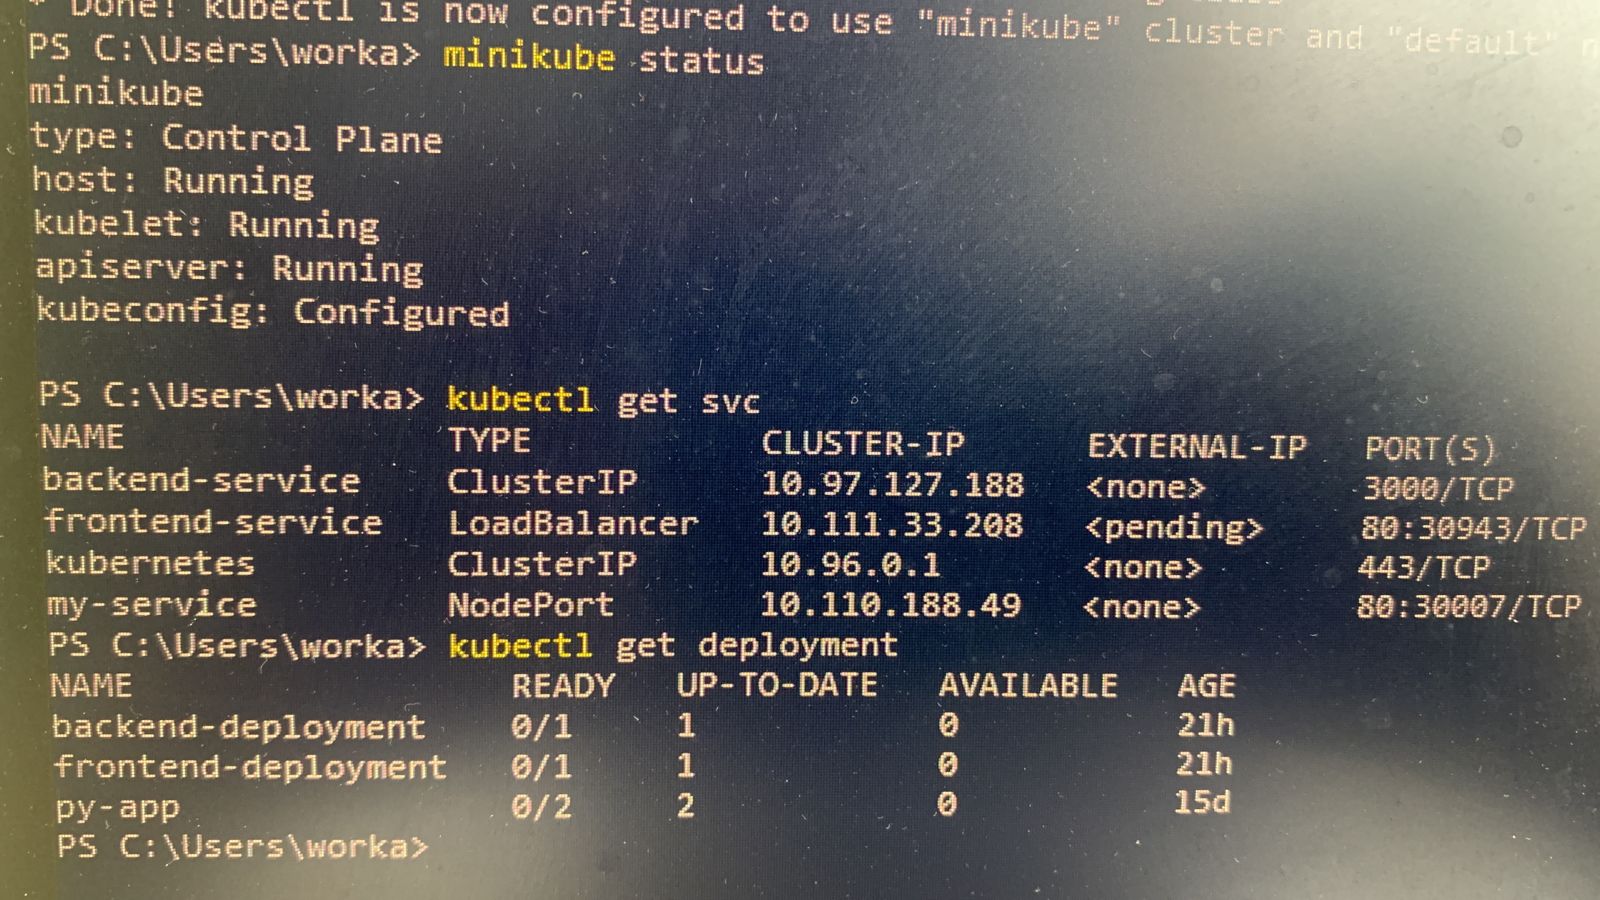 * Done! kubectl is now configured to use "minikube" cluster and "default" n
PS C:\Users\worka> minikube status
minikube
type: Control Plane
host: Running
kubelet: Running
apiserver: Running
kubeconfig: Configured
PS C:\Users\worka> kubectl get svc
NAME TYPE CLUSTER-IP EXTERNAL-IP PORT(S)
backend-service ClusterIP 10.97.127.188 <none> 3000/TCP
frontend-service LoadBalancer 10.111.33.208 <pending> 80:30943/TCP
kubernetes ClusterIP 10.96.0.1 <none> 443/TCP
my-service NodePort 10.110.188.49 <none> 80:30007/TCP
PS C:\Users\worka> kubectl get deployment
NAME READY UP-TO-DATE AVAILABLE AGE
backend-deployment 0/1 1 0 21h
frontend-deployment 0/1 1 0 21h
py-app 0/2 2 0 15d
PS C:\Users\worka>